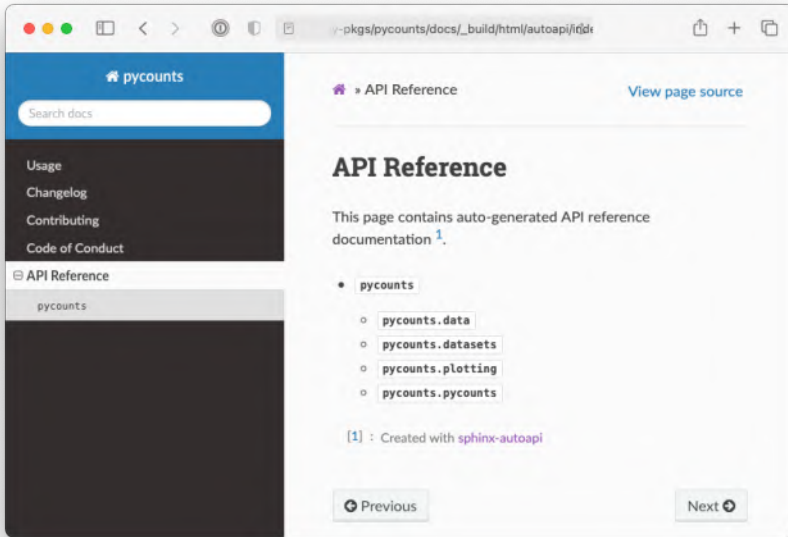 y-pkgs/pycounts/docs/_build/html/autoapi/inde
pycounts
Search docs
Usage
Changelog
Contributing
Code of Conduct
API Reference
pycounts
» API Reference
View page source
API Reference
This page contains auto-generated API reference
documentation 1.
pycounts
pycounts.data
pycounts.datasets
pycounts.plotting
pycounts.pycounts
[1] : Created with sphinx-autoapi
Previous
Next